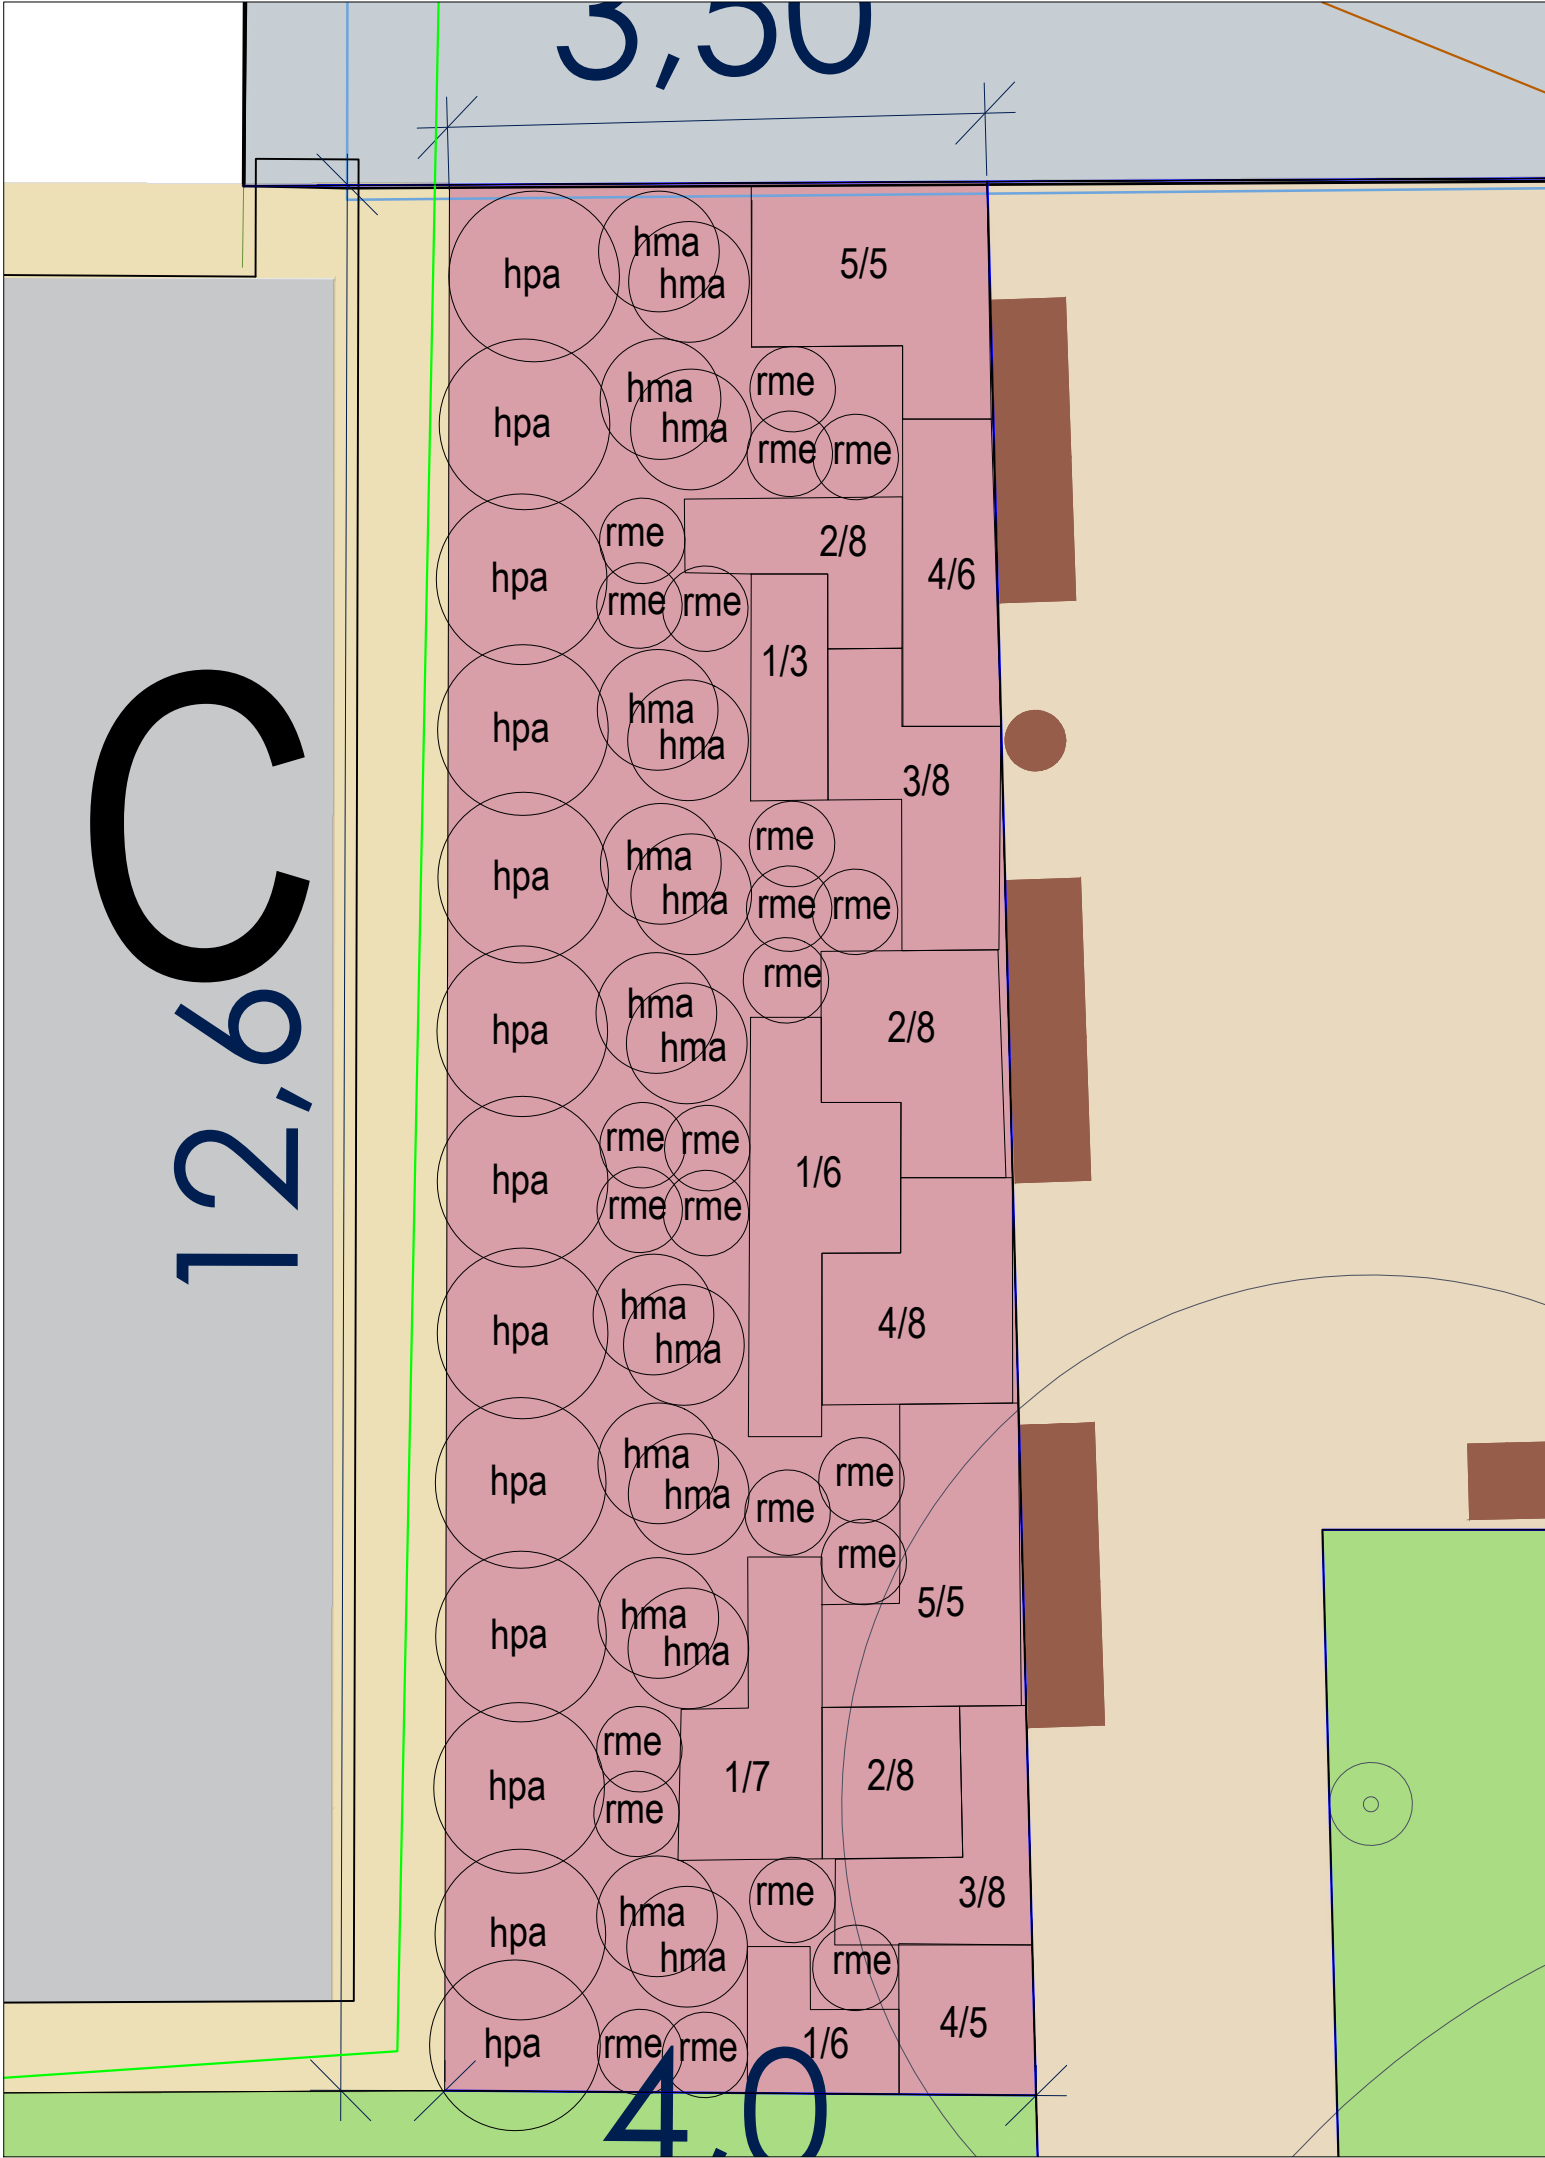 3,50
hpa hma 5/5
hma
hpa hma rme
hma rme rme
hpa rme 2/8 4/6
rme rme
1/3
hpa hma
hma 3/8
C
hpa hma rme
hma rme rme
rme
12,6
hpa hma 2/8
hma
hpa rme rme 1/6
rme rme
hpa hma 4/8
hma
hpa hma rme
hma rme
rme
hpa hma 5/5
hma
rme
hpa rme 1/7 2/8
hpa hma rme 3/8
hma rme
hpa rme rme 1/6 4/5
4,0